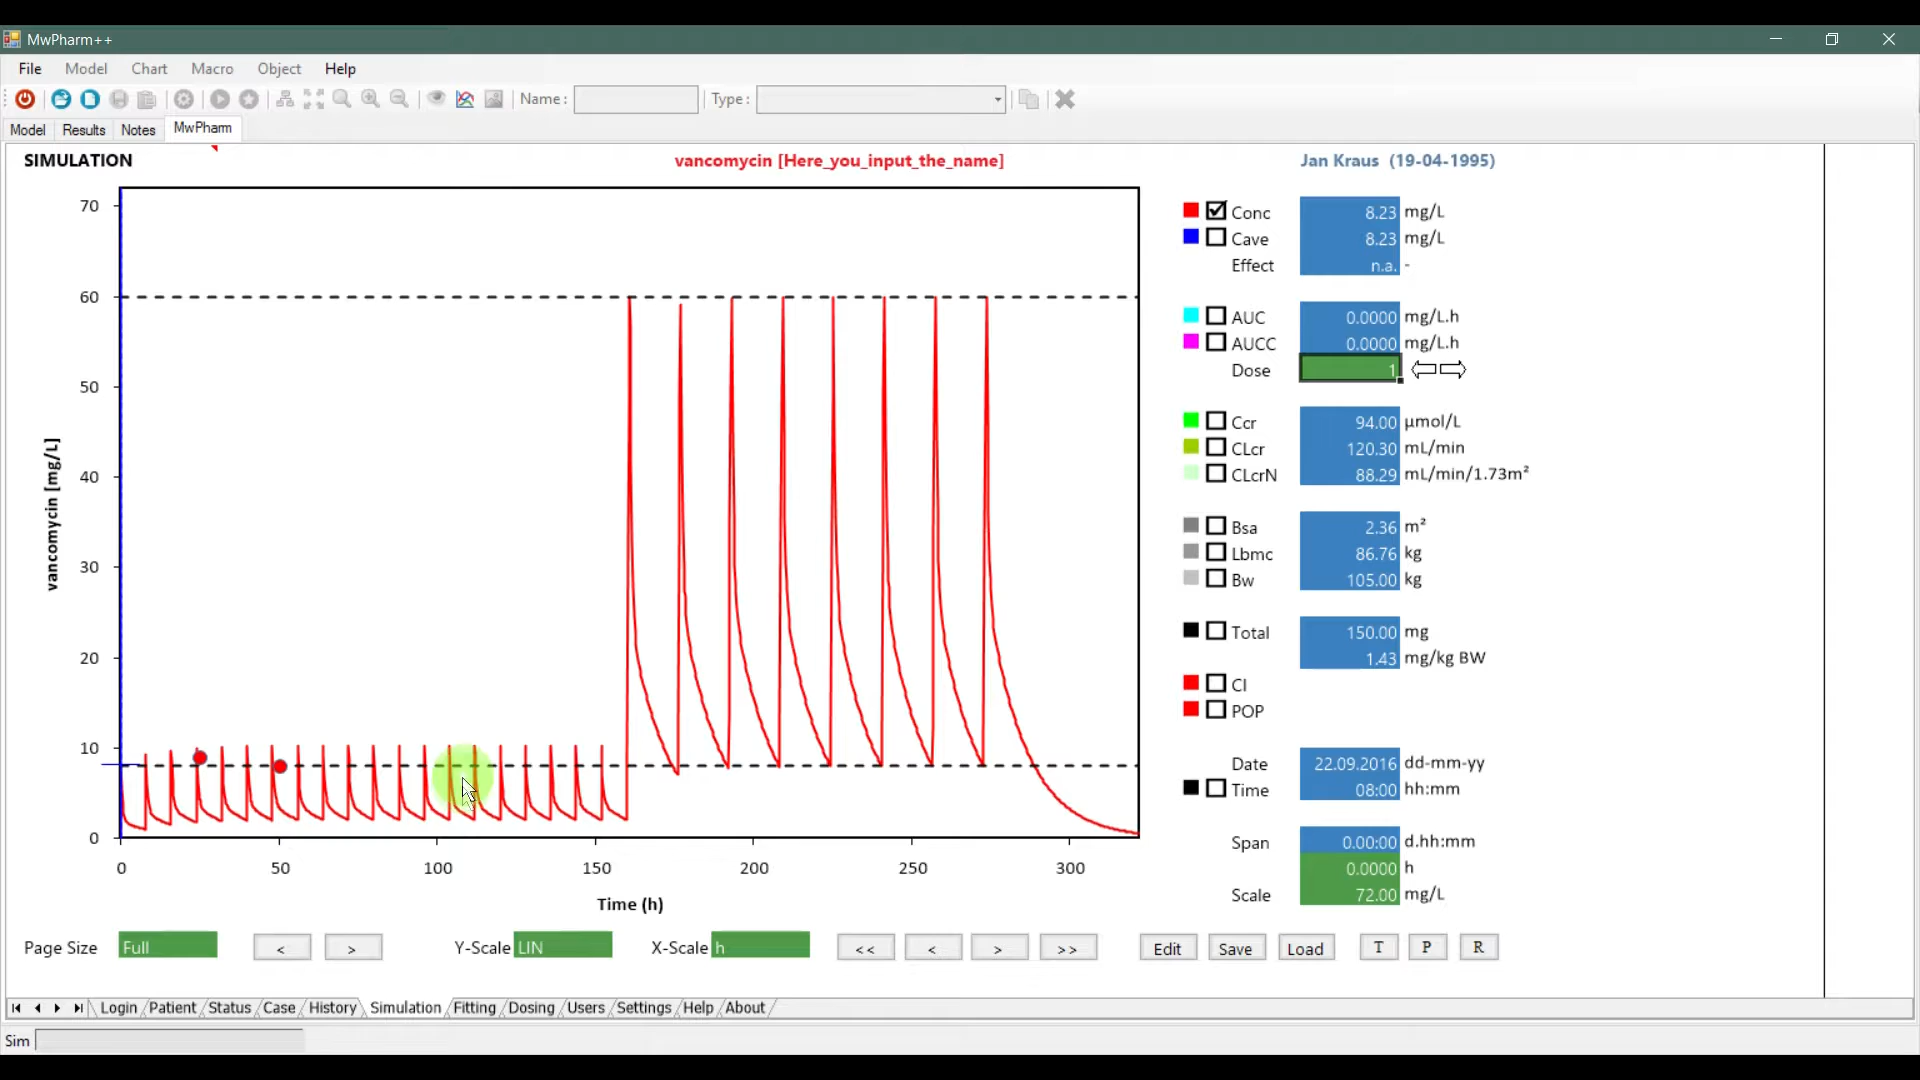 MwPharm++
File Model Chart Macro Object Help
Name : Type :
Model Results Notes MwPharm
SIMULATION vancomycin [Here_you_input_the_name] Jan Kraus (19-04-1995)
70
60
50
40
30
20
10
0
vancomycin [mg/L]
0 50 100 150 200 250 300
Time (h)
Conc 8.23 mg/L
Cave 8.23 mg/L
Effect n.a. -
AUC 0.0000 mg/L.h
AUCC 0.0000 mg/L.h
Dose 1
Ccr 94.00 µmol/L
CLcr 120.30 mL/min
CLcrN 88.29 mL/min/1.73m²
Bsa 2.36 m²
Lbmc 86.76 kg
Bw 105.00 kg
Total 150.00 mg
1.43 mg/kg BW
CI
POP
Date 22.09.2016 dd-mm-yy
Time 08:00 hh:mm
Span 0.00:00 d.hh:mm
0.0000 h
Scale 72.00 mg/L
Page Size Full < > Y-Scale LIN X-Scale h << < > >> Edit Save Load T P R
Login Patient Status Case History Simulation Fitting Dosing Users Settings Help About
Sim